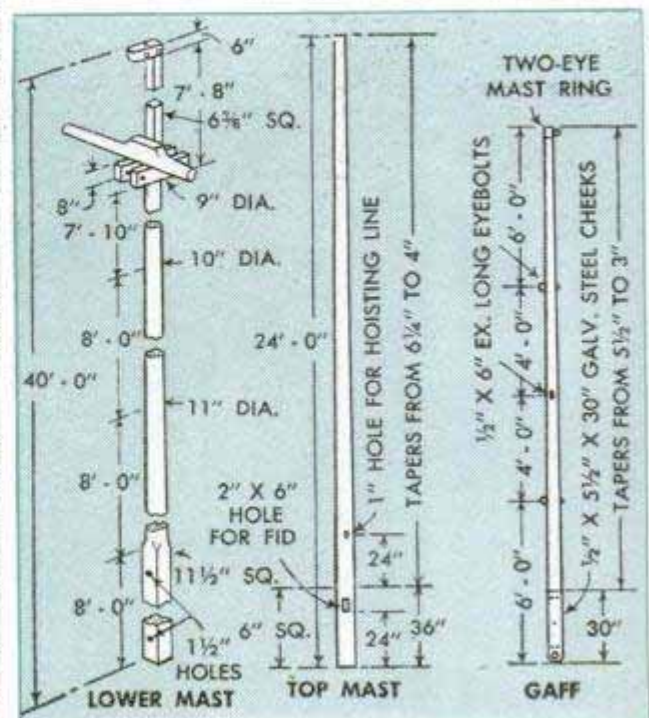 6"
7'-8"
6⅜" SQ.
8"
9" DIA.
7'-10"
10" DIA.
8'-0"
40'-0"
11" DIA.
8'-0"
11½" SQ.
8'-0"
1½"
HOLES
LOWER MAST
24'-0"
1" HOLE FOR HOISTING LINE
TAPERS FROM 6¼" TO 4"
2" X 6"
HOLE
FOR FID
24"
6"
SQ.
24"
36"
TOP MAST
TWO-EYE
MAST RING
½" X 6" EX. LONG EYEBOLTS
6'-0"
4'-0"
4'-0"
6'-0"
½" X 5½" X 30" GALV. STEEL CHEEKS
TAPERS FROM 5½" TO 3"
30"
GAFF